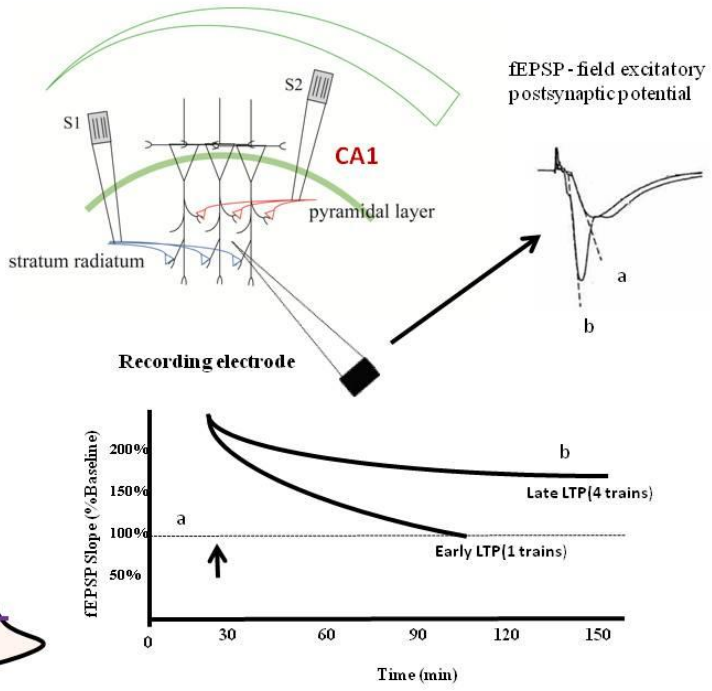 fEPSP - field excitatory
postsynaptic potential
S1
S2
CA1
pyramidal layer
stratum radiatum
a
b
Recording electrode
fEPSP Slope (%Baseline)
200%
150%
100%
50%
a
b
Late LTP(4 trains)
Early LTP(1 trains)
0
30
60
90
120
150
Time (min)